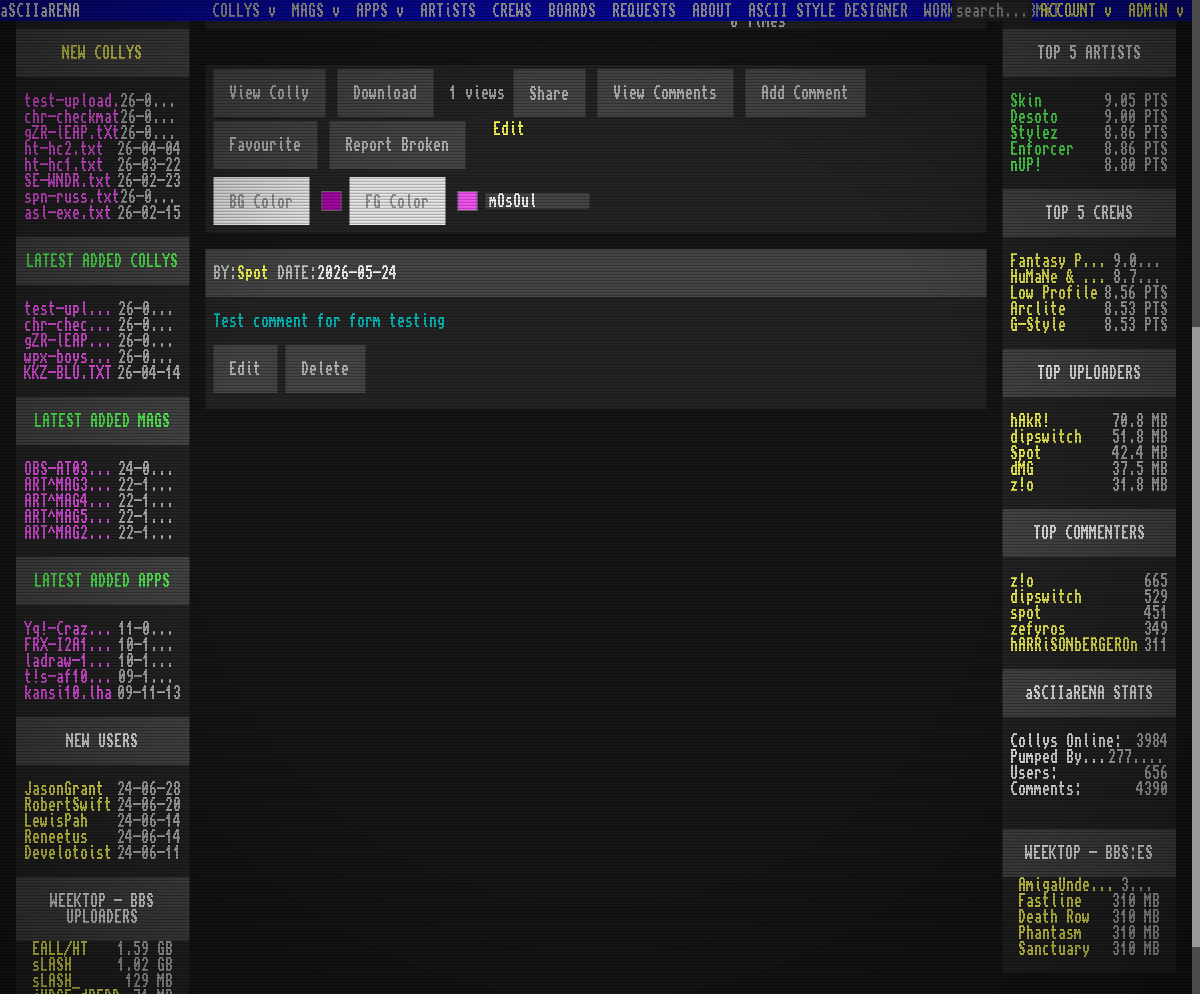 aSCIIaRENA
COLLYS v MAGS v APPS v ARTiSTS CREWS BOARDS REQUESTS ABOUT ASCII STYLE DESIGNER search... ACCOUNT v ADMiN v
NEW COLLYS
test-upload.26-0...
chr-checkmat26-0...
gZR-lEAP.tXt26-0...
ht-hc2.txt 26-04-04
ht-hc1.txt 26-03-22
SE-WNDR.txt 26-02-23
spn-russ.txt26-0...
asl-exe.txt 26-02-15
LATEST ADDED COLLYS
test-upl... 26-0...
chr-chec... 26-0...
gZR-lEAP... 26-0...
wpx-boys... 26-0...
KKZ-BLU.TXT 26-04-14
LATEST ADDED MAGS
OBS-AT03... 24-0...
ART^MAG3... 22-1...
ART^MAG4... 22-1...
ART^MAG5... 22-1...
ART^MAG2... 22-1...
LATEST ADDED APPS
Yq!-Craz... 11-0...
FRX-I2A1... 10-1...
ladraw-1... 10-1...
t!s-af10... 09-1...
kansi10.lha 09-11-13
NEW USERS
JasonGrant 24-06-28
RobertSwift 24-06-20
LewisPah 24-06-14
Reneetus 24-06-14
Develotoist 24-06-11
WEEKTOP - BBS
UPLOADERS
EALL/HT 1.59 GB
sLASH 1.02 GB
sLASH_ 129 MB
View Colly Download 1 views Share View Comments Add Comment
Favourite Report Broken Edit
BG Color FG Color mOsOul
BY:Spot DATE:2026-05-24
Test comment for form testing
Edit Delete
TOP 5 ARTISTS
Skin 9.05 PTS
Desoto 9.00 PTS
Stylez 8.86 PTS
Enforcer 8.86 PTS
nUP! 8.80 PTS
TOP 5 CREWS
Fantasy P... 9.0...
HuMaNe & ... 8.7...
Low Profile 8.56 PTS
Arclite 8.53 PTS
G-Style 8.53 PTS
TOP UPLOADERS
hAkR! 70.8 MB
dipswitch 51.8 MB
Spot 42.4 MB
dMG 37.5 MB
z!o 31.8 MB
TOP COMMENTERS
z!o 665
dipswitch 529
spot 451
zefyros 349
hARRiSONbERGEROn 311
aSCIIaRENA STATS
Collys Online: 3984
Pumped By...277....
Users: 656
Comments: 4390
WEEKTOP - BBS:ES
AmigaUnde... 3...
Fastline 310 MB
Death Row 310 MB
Phantasm 310 MB
Sanctuary 310 MB